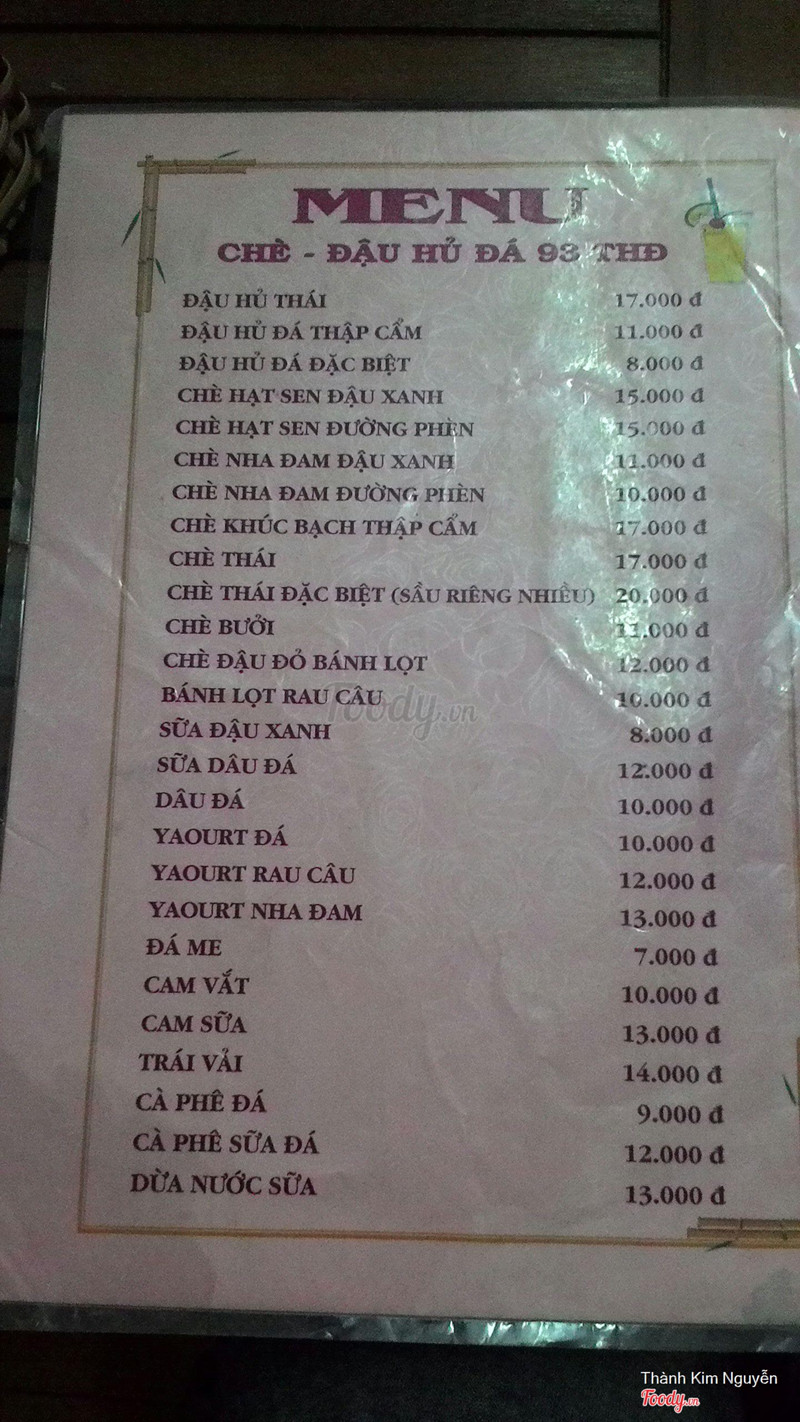 MENU
CHÈ - ĐẬU HỦ ĐÁ 93 THĐ
ĐẬU HỦ THÁI 17.000 đ
ĐẬU HỦ ĐÁ THẬP CẨM 11.000 đ
ĐẬU HỦ ĐÁ ĐẶC BIỆT 8.000 đ
CHÈ HẠT SEN ĐẬU XANH 15.000 đ
CHÈ HẠT SEN ĐƯỜNG PHÈN 15.000 đ
CHÈ NHA ĐAM ĐẬU XANH 11.000 đ
CHÈ NHA ĐAM ĐƯỜNG PHÈN 10.000 đ
CHÈ KHÚC BẠCH THẬP CẨM 17.000 đ
CHÈ THÁI 17.000 đ
CHÈ THÁI ĐẶC BIỆT (SẦU RIÊNG NHIỀU) 20.000 đ
CHÈ BƯỞI 11.000 đ
CHÈ ĐẬU ĐỎ BÁNH LỌT 12.000 đ
BÁNH LỌT RAU CÂU 10.000 đ
Foody.vn
SỮA ĐẬU XANH 8.000 đ
SỮA DÂU ĐÁ 12.000 đ
DÂU ĐÁ 10.000 đ
YAOURT ĐÁ 10.000 đ
YAOURT RAU CÂU 12.000 đ
YAOURT NHA ĐAM 13.000 đ
ĐÁ ME 7.000 đ
CAM VẮT 10.000 đ
CAM SỮA 13.000 đ
TRÁI VẢI 14.000 đ
CÀ PHÊ ĐÁ 9.000 đ
CÀ PHÊ SỮA ĐÁ 12.000 đ
DỪA NƯỚC SỮA 13.000 đ
Thành Kim Nguyễn
Foody.vn